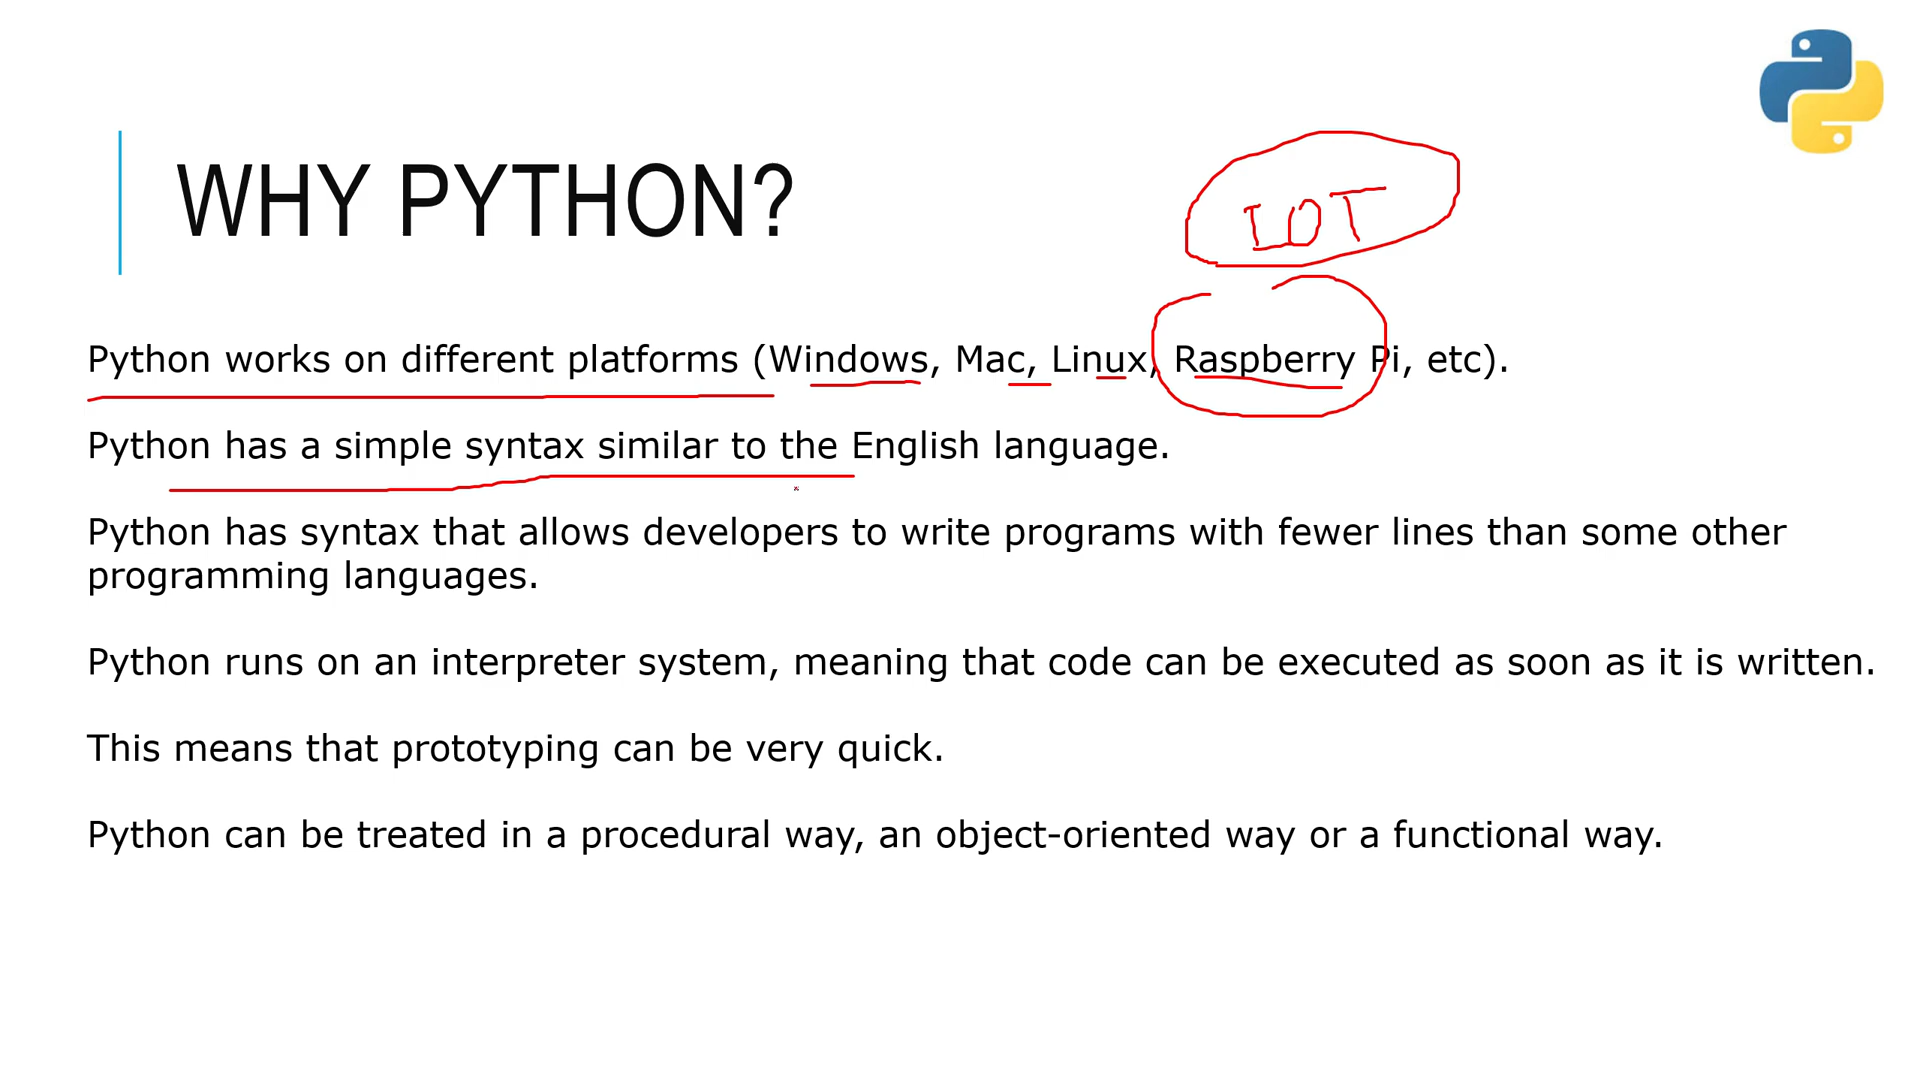 WHY PYTHON?
IOT
Python works on different platforms (Windows, Mac, Linux, Raspberry Pi, etc).
Python has a simple syntax similar to the English language.
Python has syntax that allows developers to write programs with fewer lines than some other
programming languages.
Python runs on an interpreter system, meaning that code can be executed as soon as it is written.
This means that prototyping can be very quick.
Python can be treated in a procedural way, an object-oriented way or a functional way.